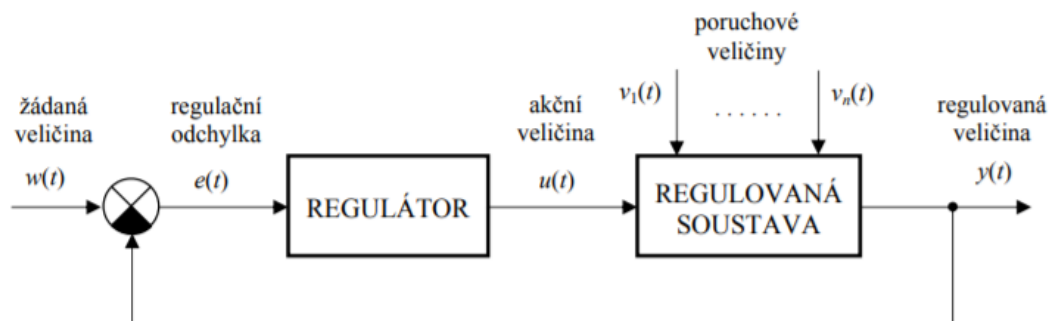 poruchové
veličiny
žádaná
veličina
w(t)
regulační
odchylka
e(t)
REGULÁTOR
akční
veličina
u(t)
v1(t)
. . . . . .
vn(t)
REGULOVANÁ
SOUSTAVA
regulovaná
veličina
y(t)